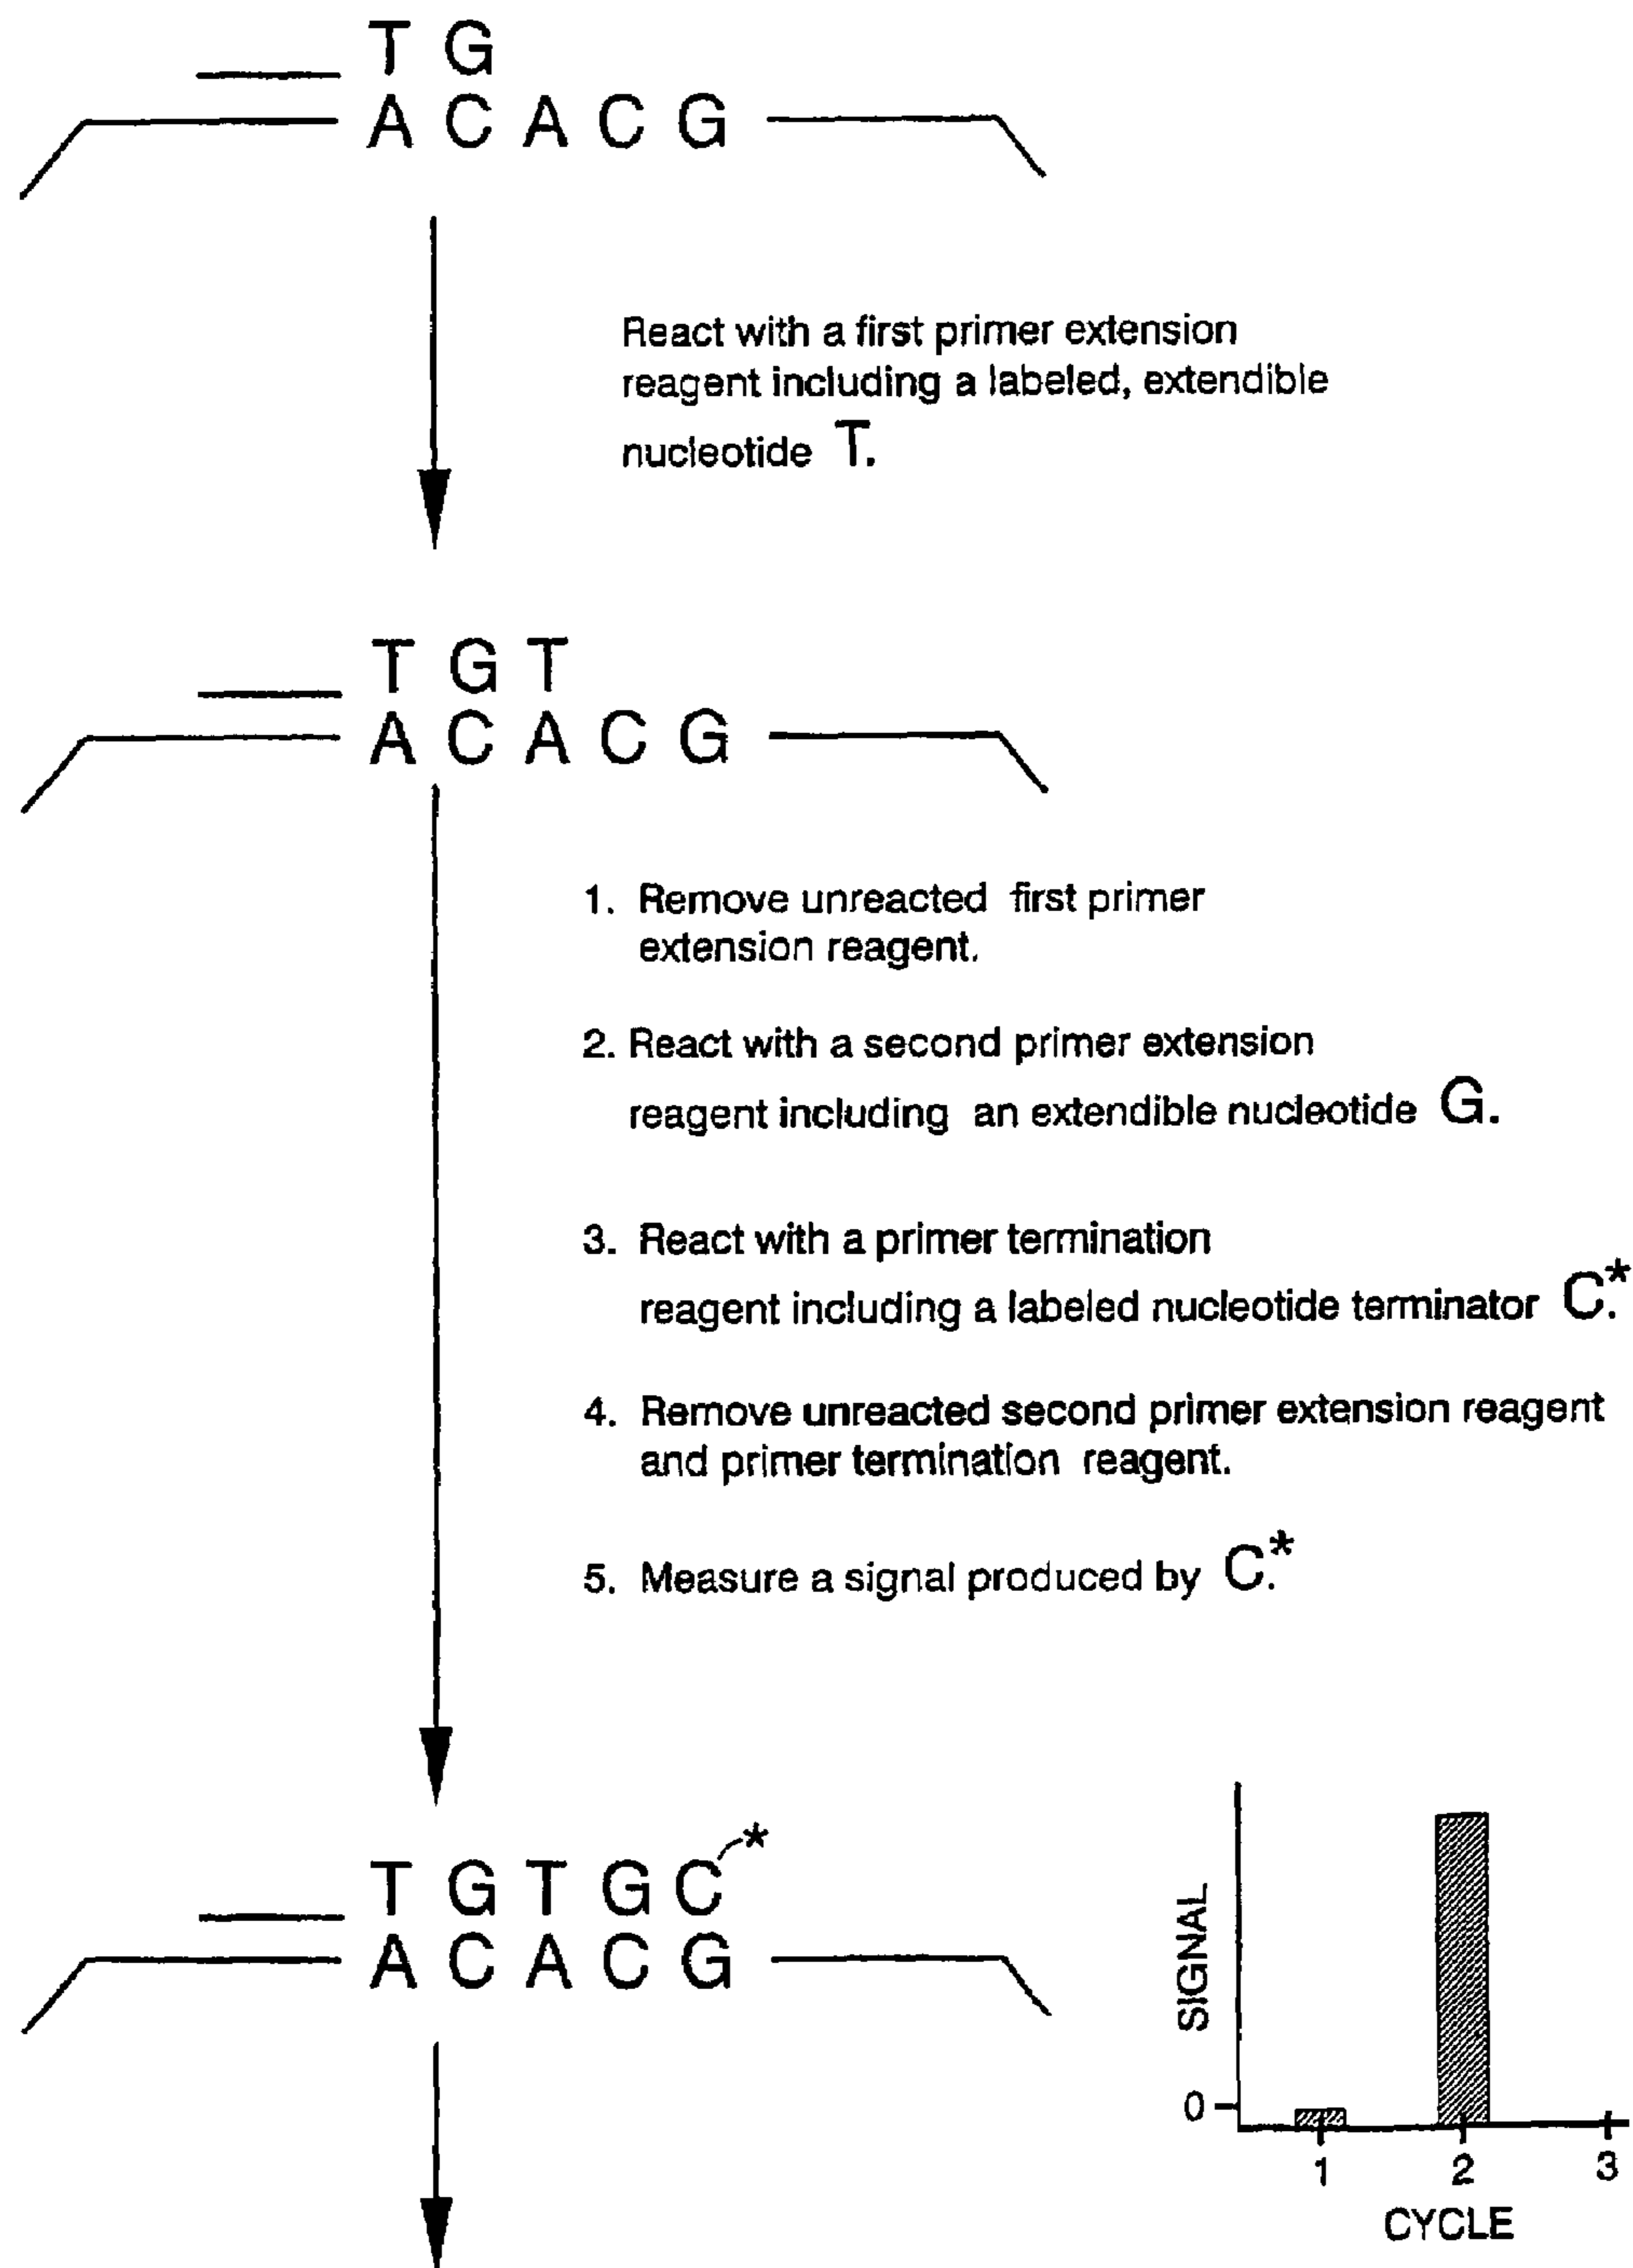 T G
A C A C G
React with a first primer extension
reagent including a labeled, extendible
nucleotide T.
T G T
A C A C G
1. Remove unreacted first primer
extension reagent.
2. React with a second primer extension
reagent including an extendible nucleotide G.
3. React with a primer termination
reagent including a labeled nucleotide terminator C.*
4. Remove unreacted second primer extension reagent
and primer termination reagent.
5. Measure a signal produced by C.*
T G T G C*
A C A C G
SIGNAL
0
1 2 3
CYCLE